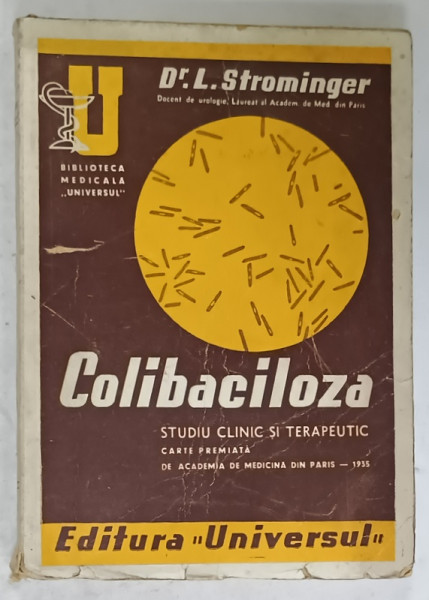 Dr. L. Strominger
Docent de urologie, Laureat al Academ. de Med. din Paris
U
BIBLIOTECA
MEDICALA
„UNIVERSUL"
Colibaciloza
STUDIU CLINIC ȘI TERAPEUTIC
CARTE PREMIATĂ
DE ACADEMIA DE MEDICINA DIN PARIS — 1935
Editura "Universul"